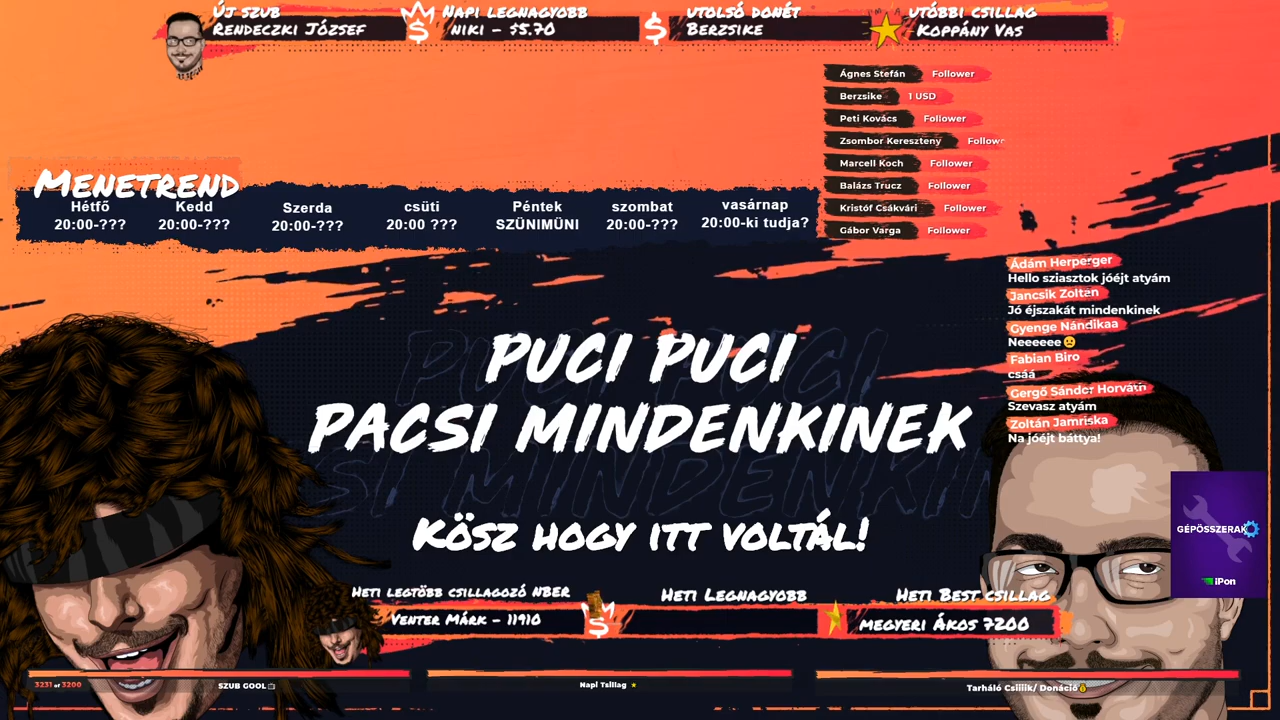 Új szub
Rendeczki József
Napi legnagyobb
niki - $5.70
utolsó donét
Berzsike
utóbbi csillag
Koppány Vas
Ágnes Stefán Follower
Berzsike 1 USD
Peti Kovács Follower
Zsombor Kereszteny Follower
Marcell Koch Follower
Balázs Trucz Follower
Kristóf Csákvári Follower
Gábor Varga Follower
Menetrend
Hétfő
20:00-???
Kedd
20:00-???
Szerda
20:00-???
csüti
20:00 ???
Péntek
SZÜNIMÜNI
szombat
20:00-???
vasárnap
20:00-ki tudja?
Ádám Herperger
Hello sziasztok jóéjt atyám
Jancsik Zoltán
Jó éjszakát mindenkinek
Gyenge Nándikaa
Neeeeee
Fabian Biro
csáá
Gergő Sándor Horváth
Szevasz atyám
Zoltán Jamriska
Na jóéjt báttya!
PUCI PUCI
PACSI MINDENKINEK
Kösz hogy itt voltál!
GÉPÖSSZERAK
iPon
Heti legtöbb csillagozó NBER
Venter Márk - 11910
Heti Legnagyobb
Heti Best csillag
Megyeri Ákos 7200
3231 of 3200
SZUB GOOL
Napi Tsillag
Tarháló Csiiiik/ Donáció